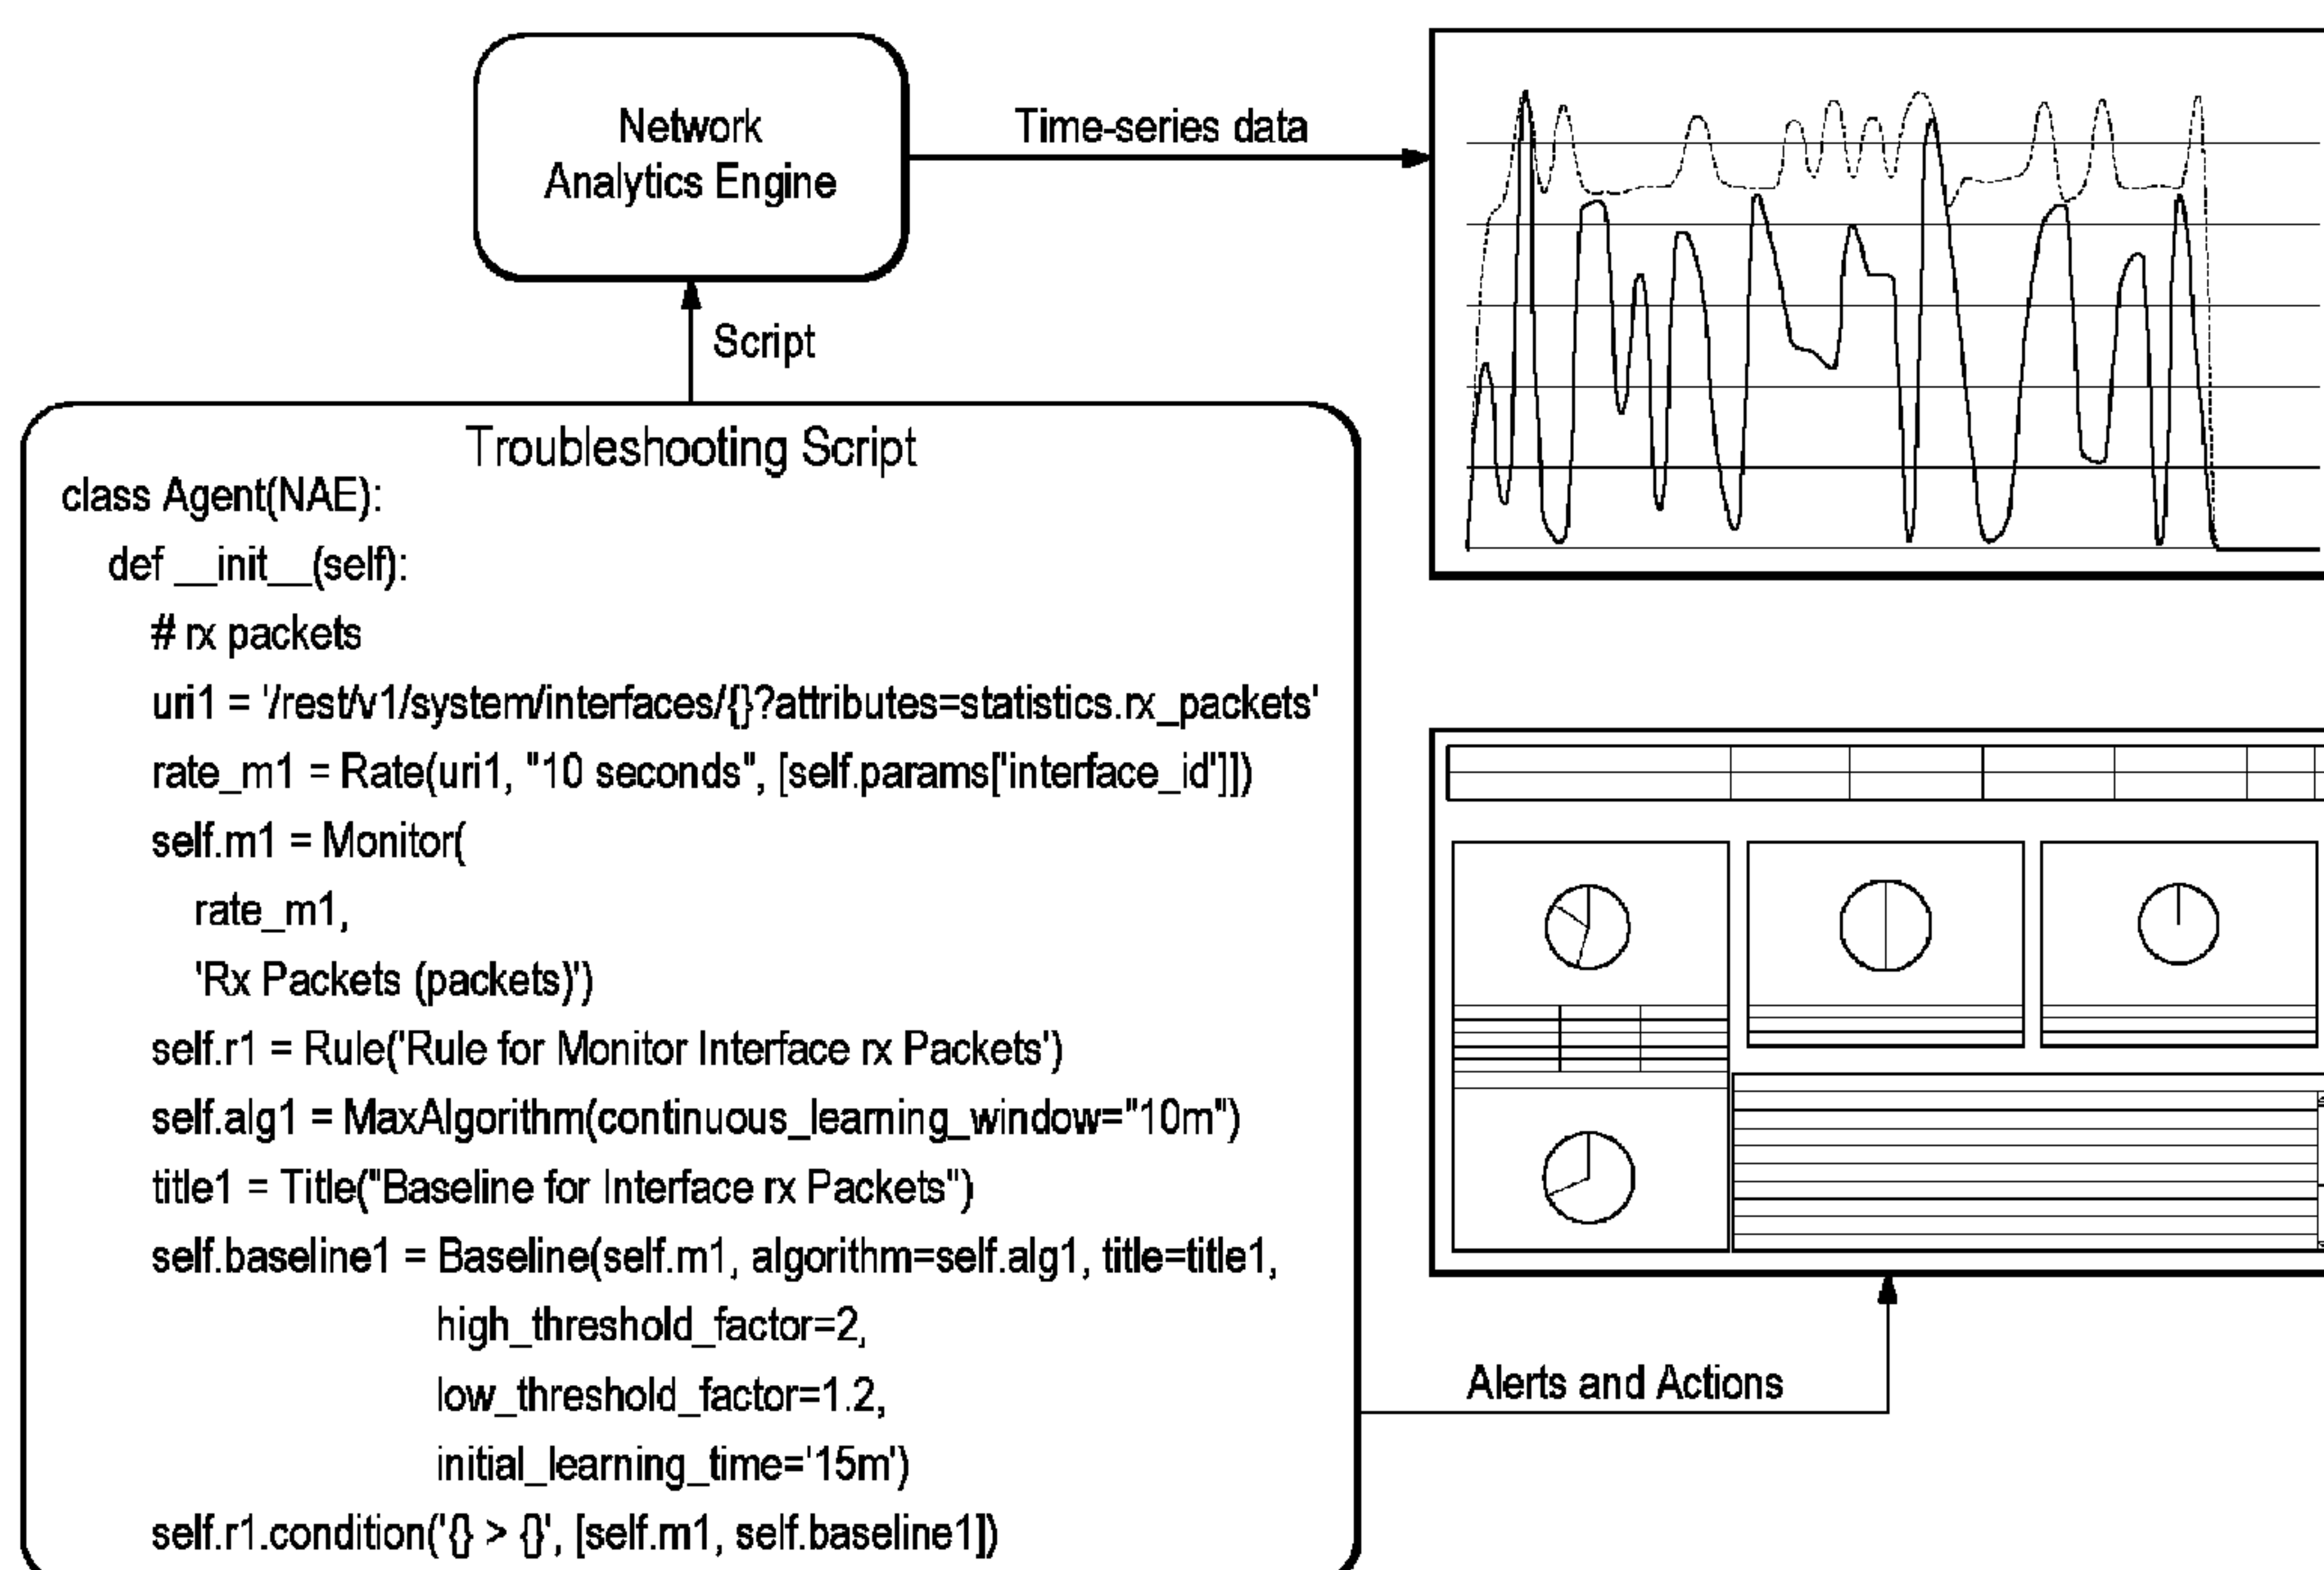 Network
Analytics Engine
Time-series data
Script
Troubleshooting Script
class Agent(NAE):
def __init__(self):
# rx packets
uri1 = '/rest/v1/system/interfaces/{}?attributes=statistics.rx_packets'
rate_m1 = Rate(uri1, "10 seconds", [self.params['interface_id']])
self.m1 = Monitor(
rate_m1,
'Rx Packets (packets)')
self.r1 = Rule('Rule for Monitor Interface rx Packets')
self.alg1 = MaxAlgorithm(continuous_learning_window="10m")
title1 = Title("Baseline for Interface rx Packets")
self.baseline1 = Baseline(self.m1, algorithm=self.alg1, title=title1,
high_threshold_factor=2,
low_threshold_factor=1.2,
initial_learning_time='15m')
self.r1.condition('{} > {}', [self.m1, self.baseline1])
Alerts and Actions